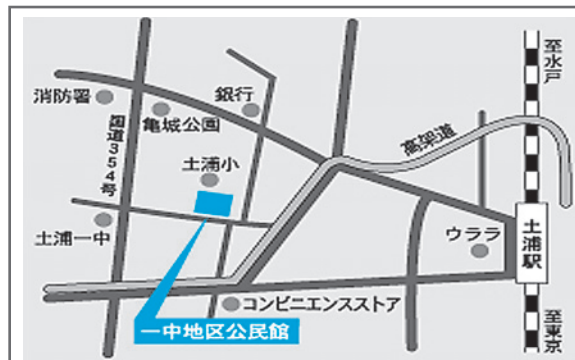 至水戸
消防署
銀行
亀城公園
高架道
国道354号
土浦小
土浦一中
ウララ
土浦駅
コンビニエンスストア
一中地区公民館
至東京